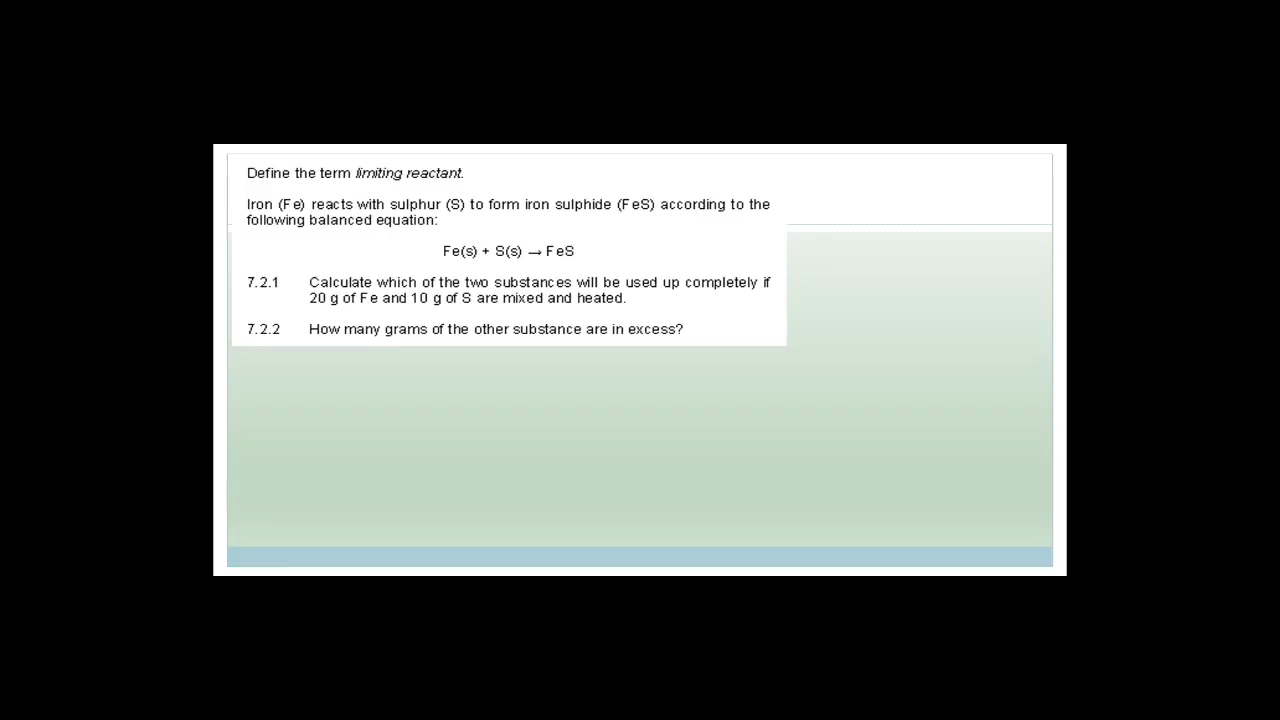 Define the term limiting reactant.
Iron (Fe) reacts with sulphur (S) to form iron sulphide (FeS) according to the
following balanced equation:
Fe(s) + S(s) → FeS
7.2.1 Calculate which of the two substances will be used up completely if
20 g of Fe and 10 g of S are mixed and heated.
7.2.2 How many grams of the other substance are in excess?